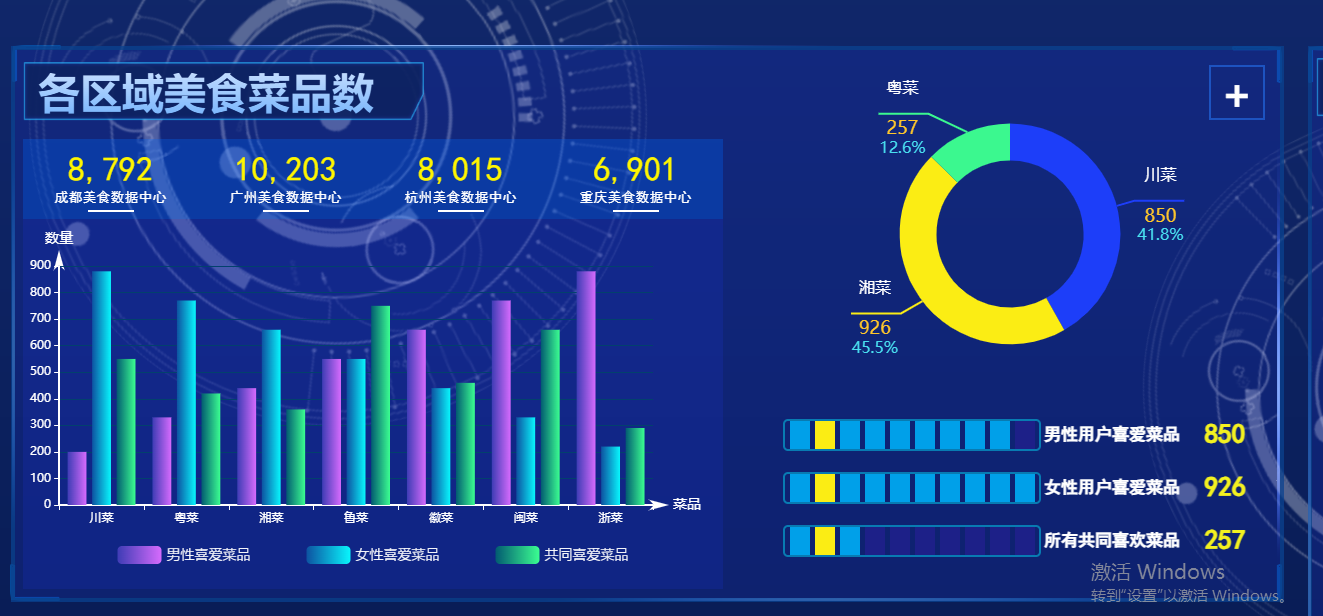 各区域美食菜品数
+
8,792
成都美食数据中心
10,203
广州美食数据中心
8,015
杭州美食数据中心
6,901
重庆美食数据中心
数量
900
800
700
600
500
400
300
200
100
0
川菜
粤菜
湘菜
鲁菜
徽菜
闽菜
浙菜
菜品
男性喜爱菜品
女性喜爱菜品
共同喜爱菜品
粤菜
257
12.6%
川菜
850
41.8%
湘菜
926
45.5%
男性用户喜爱菜品 850
女性用户喜爱菜品 926
所有共同喜欢菜品 257
激活 Windows
转到“设置”以激活 Windows。